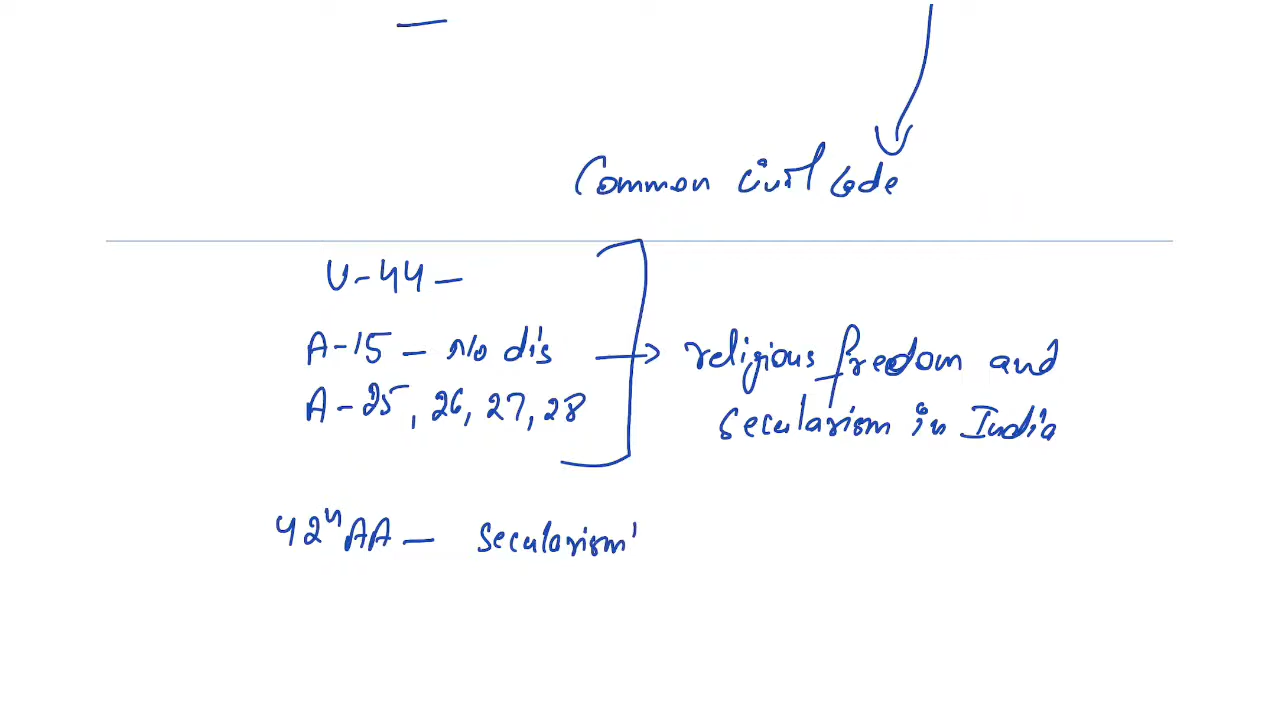 Common Civil Code
U-44 -
A-15 - no dis → religious freedom and
A-25, 26, 27, 28 secularism in India
42ⁿᵈ AA - secularism'